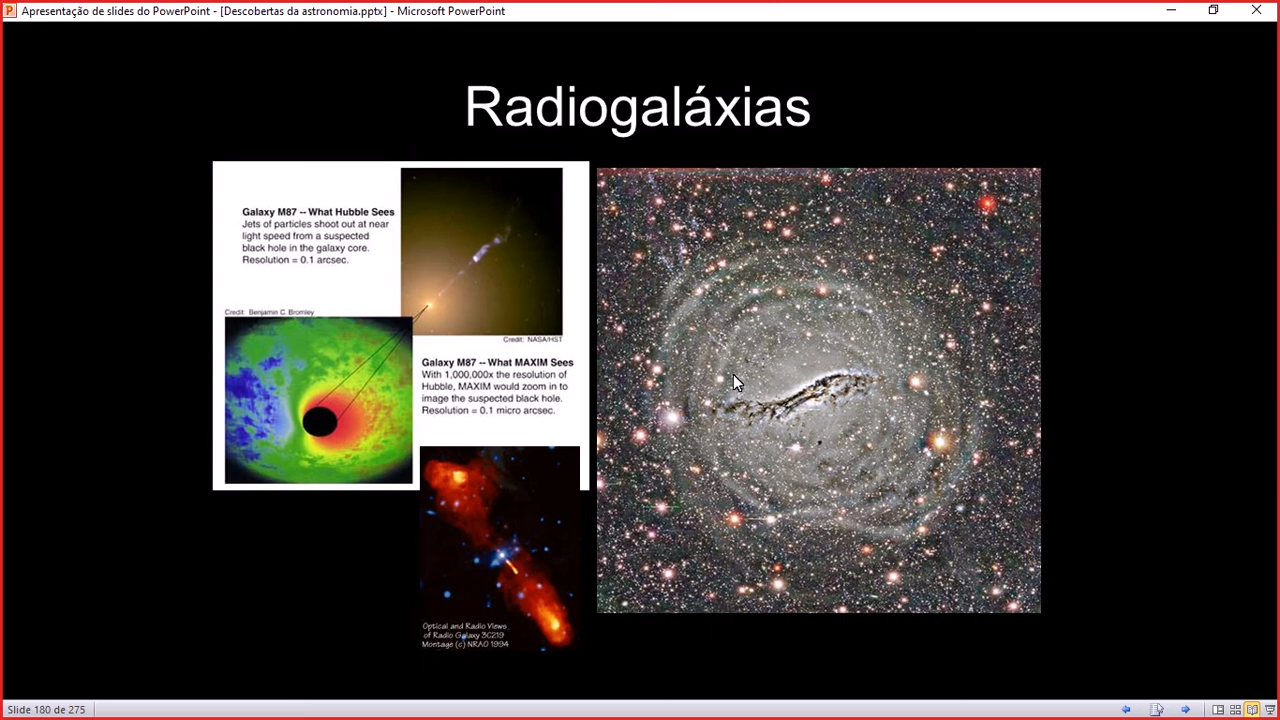 Apresentação de slides do PowerPoint - [Descobertas da astronomia.pptx] - Microsoft PowerPoint
Radiogaláxias
Galaxy M87 -- What Hubble Sees
Jets of particles shoot out at near
light speed from a suspected
black hole in the galaxy core.
Resolution = 0.1 arcsec.
Credit: Benjamin C. Bromley
Credit: NASA/HST
Galaxy M87 -- What MAXIM Sees
With 1,000,000x the resolution of
Hubble, MAXIM would zoom in to
image the suspected black hole.
Resolution = 0.1 micro arcsec.
Optical and Radio Views
of Radio Galaxy 3C219
Montage (c) NRAO 1994
Slide 180 de 275